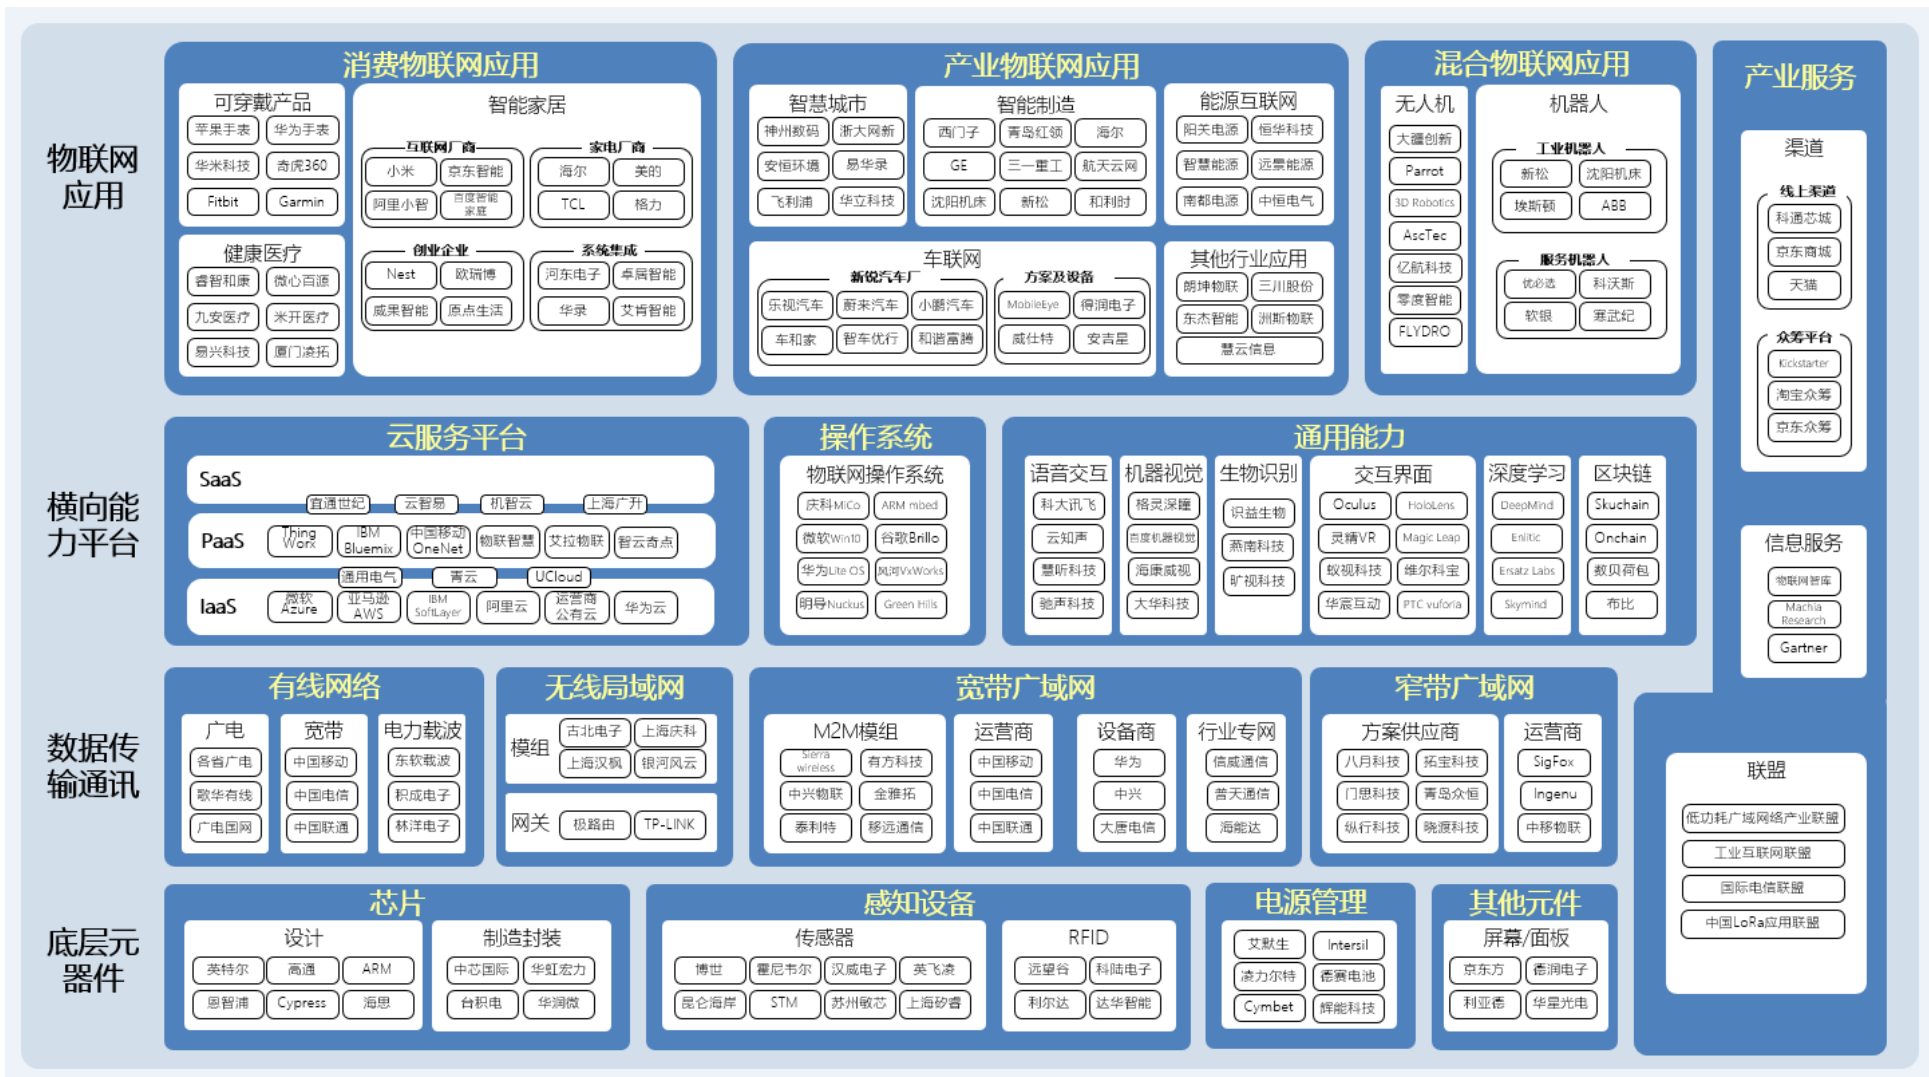 物联网
应用
消费物联网应用
可穿戴产品
苹果手表 华为手表
华米科技 奇虎360
Fitbit Garmin
健康医疗
睿智和康 微心百源
九安医疗 米开医疗
易兴科技 厦门凌拓
智能家居
互联网厂商
小米 京东智能
阿里小智 百度智能
家庭
家电厂商
海尔 美的
TCL 格力
创业企业
Nest 欧瑞博
威果智能 原点生活
系统集成
河东电子 卓居智能
华录 艾肯智能
产业物联网应用
智慧城市
神州数码 浙大网新
安恒环境 易华录
飞利浦 华立科技
智能制造
西门子 青岛红领 海尔
GE 三一重工 航天云网
沈阳机床 新松 和利时
能源互联网
阳关电源 恒华科技
智慧能源 远景能源
南都电源 中恒电气
车联网
新锐汽车厂
乐视汽车 蔚来汽车 小鹏汽车
车和家 智车优行 和谐富腾
方案及设备
MobileEye 得润电子
威仕特 安吉星
其他行业应用
朗坤物联 三川股份
东杰智能 洲斯物联
慧云信息
混合物联网应用
无人机
大疆创新
Parrot
3D Robotics
AscTec
亿航科技
零度智能
FLYDRO
机器人
工业机器人
新松 沈阳机床
埃斯顿 ABB
服务机器人
优必选 科沃斯
软银 寒武纪
产业服务
渠道
线上渠道
科通芯城
京东商城
天猫
众筹平台
Kickstarter
淘宝众筹
京东众筹
信息服务
物联网智库
Machia
Research
Gartner
联盟
低功耗广域网络产业联盟
工业互联网联盟
国际电信联盟
中国LoRa应用联盟
横向能
力平台
云服务平台
SaaS
宜通世纪 云智易 机智云 上海广升
PaaS
Thing
Worx
IBM
Bluemix
中国移动
OneNet
物联智慧 艾拉物联 智云奇点
通用电气 青云 UCloud
IaaS
微软
Azure
亚马逊
AWS
IBM
SoftLayer
阿里云
运营商
公有云
华为云
操作系统
物联网操作系统
庆科MICo ARM mbed
微软Win10 谷歌Brillo
华为Lite OS 风河VxWorks
明导Nuckus Green Hills
通用能力
语音交互
科大讯飞
云知声
慧听科技
驰声科技
机器视觉
格灵深瞳
百度机器视觉
海康威视
大华科技
生物识别
识益生物
燕南科技
旷视科技
交互界面
Oculus HoloLens
灵精VR Magic Leap
蚁视科技 维尔科宝
华宸互动 PTC vuforia
深度学习
DeepMind
Enlitic
Ersatz Labs
Skymind
区块链
Skuchain
Onchain
数贝荷包
布比
数据传
输通讯
有线网络
广电
各省广电
歌华有线
广电国网
宽带
中国移动
中国电信
中国联通
电力载波
东软载波
积成电子
林洋电子
无线局域网
模组
古北电子 上海庆科
上海汉枫 银河风云
网关
极路由 TP-LINK
宽带广域网
M2M模组
Sierra
wireless
有方科技
中兴物联 金雅拓
泰利特 移远通信
运营商
中国移动
中国电信
中国联通
设备商
华为
中兴
大唐电信
行业专网
信威通信
普天通信
海能达
窄带广域网
方案供应商
八月科技 拓宝科技
门思科技 青岛众恒
纵行科技 晓渡科技
运营商
SigFox
Ingenu
中移物联
底层元
器件
芯片
设计
英特尔 高通 ARM
恩智浦 Cypress 海思
制造封装
中芯国际 华虹宏力
台积电 华润微
感知设备
传感器
博世 霍尼韦尔 汉威电子 英飞凌
昆仑海岸 STM 苏州敏芯 上海矽睿
RFID
远望谷 科陆电子
利尔达 达华智能
电源管理
艾默生 Intersil
凌力尔特 德赛电池
Cymbet 辉能科技
其他元件
屏幕/面板
京东方 德润电子
利亚德 华星光电